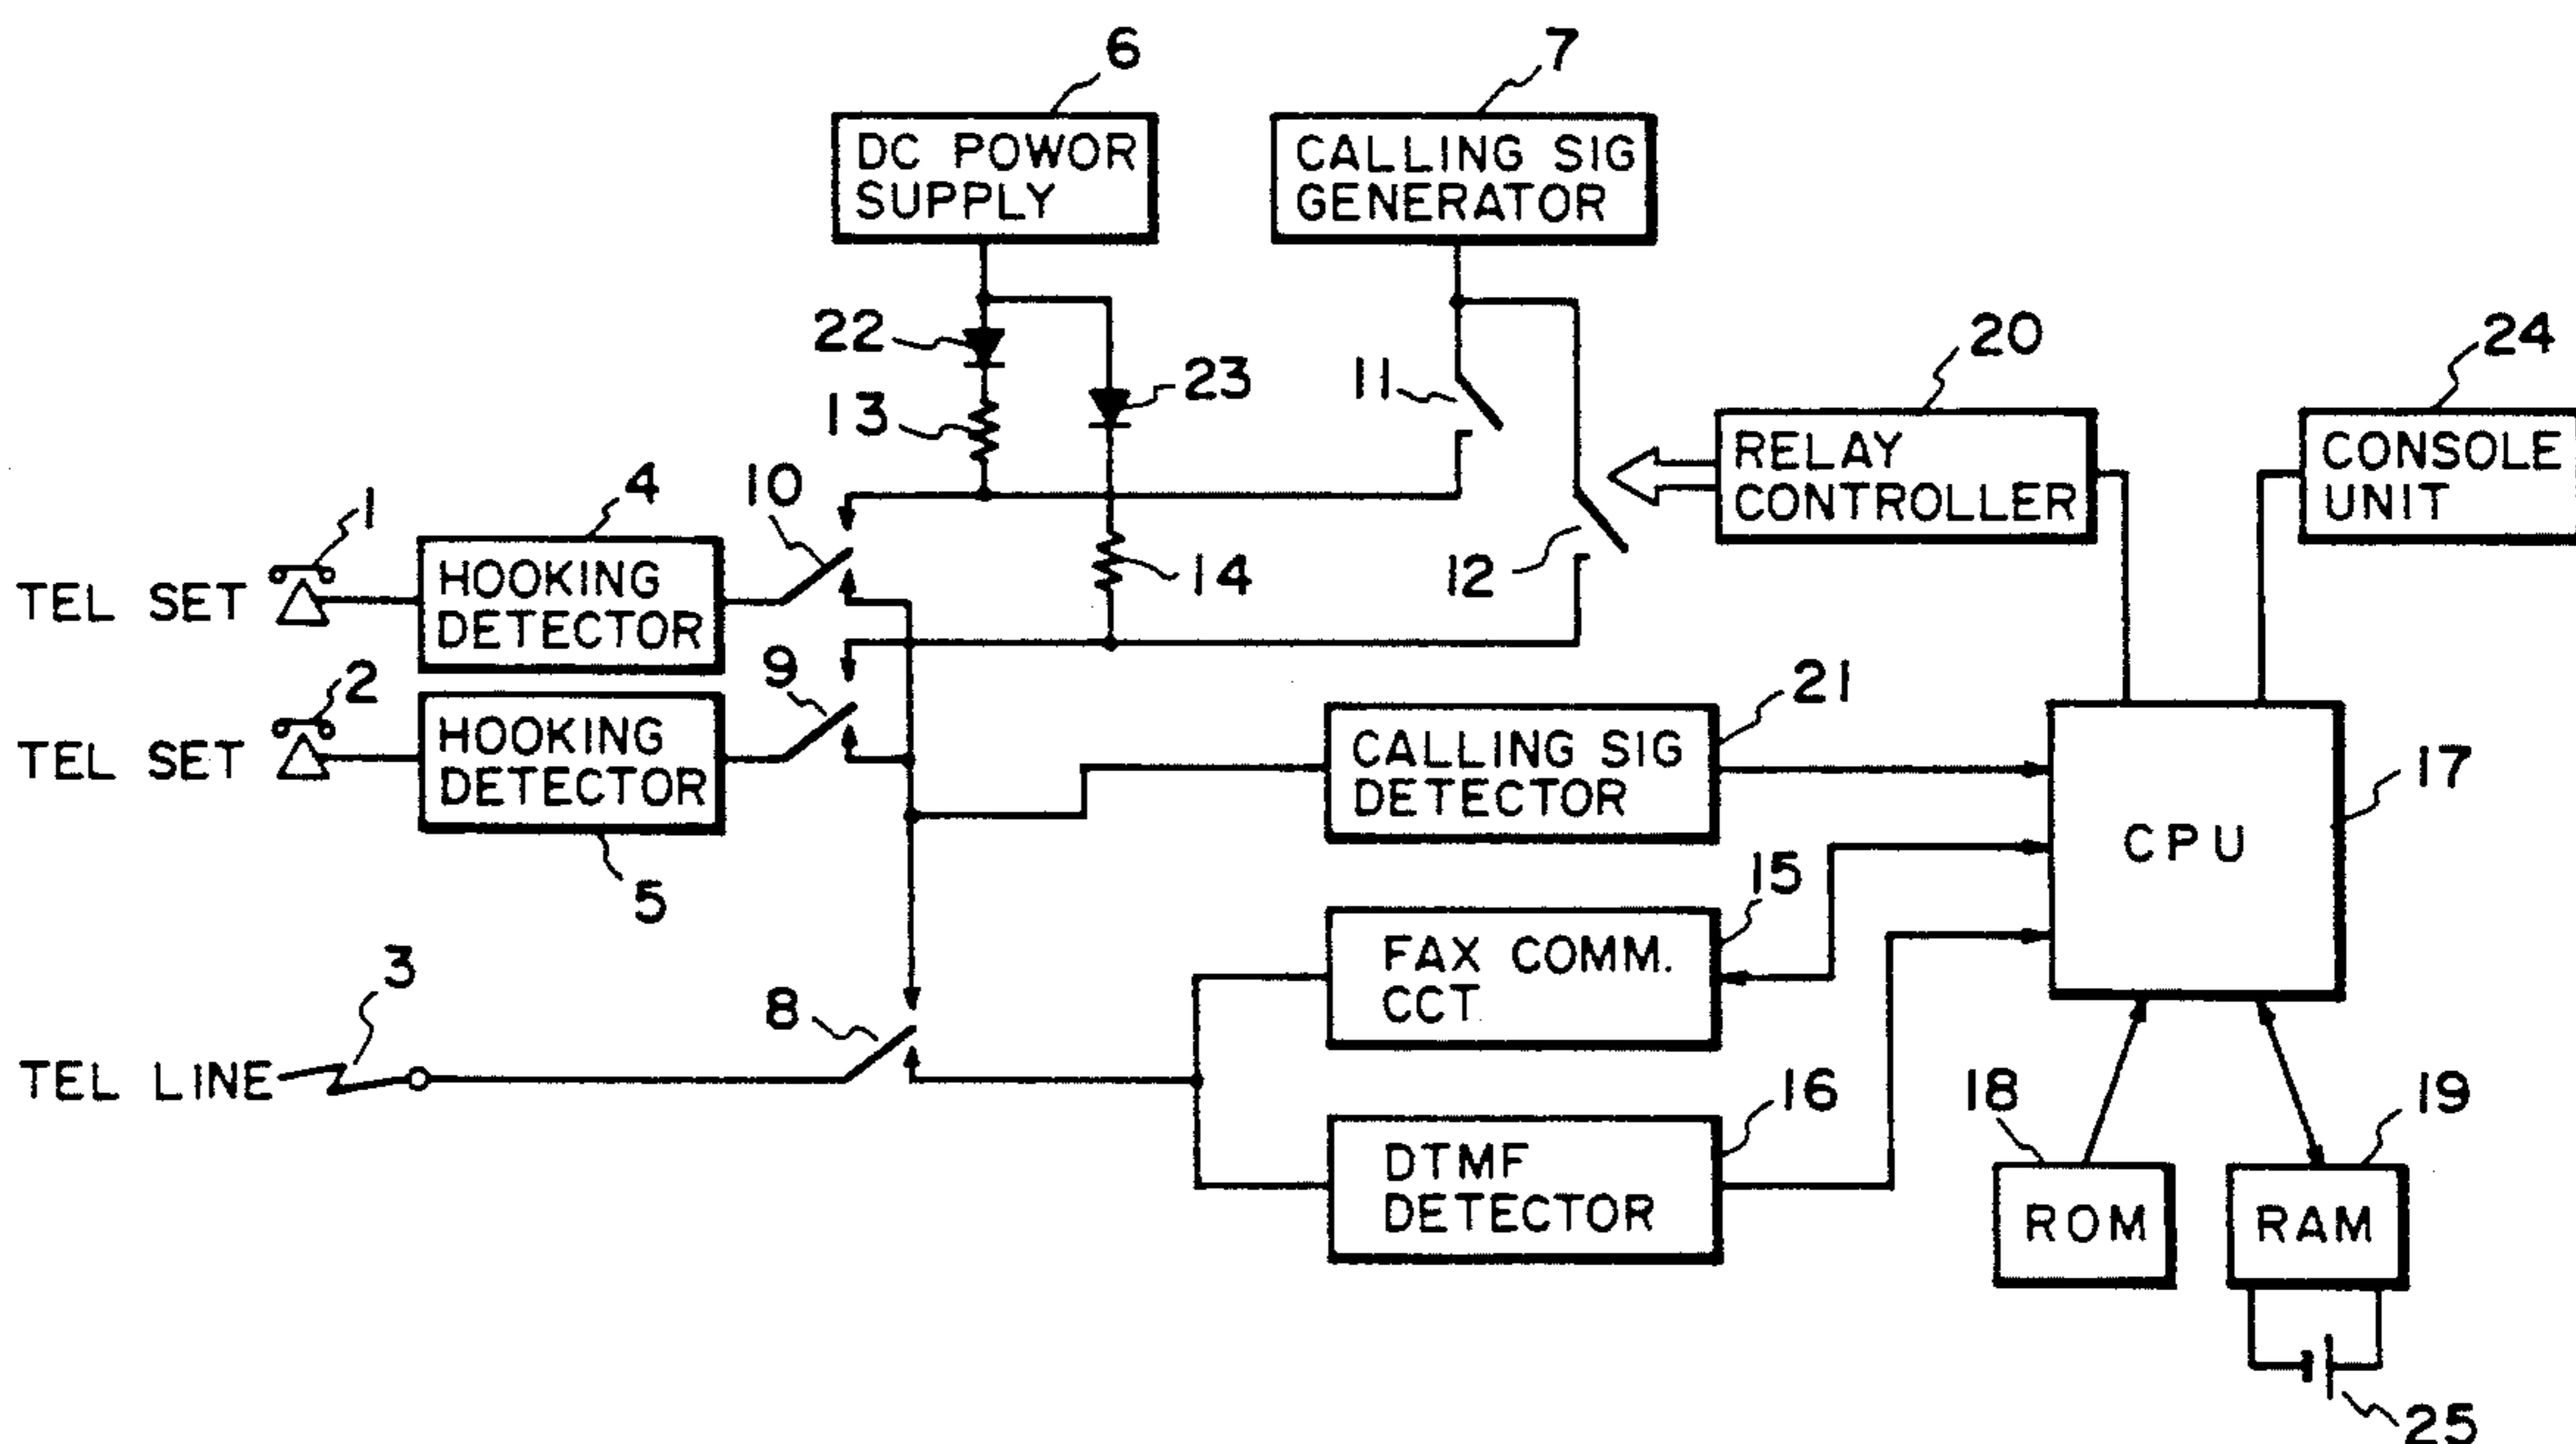 6
7
DC POWOR
SUPPLY
CALLING SIG
GENERATOR
22
23
11
20
24
13
RELAY
CONTROLLER
CONSOLE
UNIT
1
4
10
12
14
TEL SET
HOOKING
DETECTOR
2
9
21
TEL SET
HOOKING
DETECTOR
CALLING SIG
DETECTOR
17
CPU
5
15
3
8
FAX COMM.
CCT
TEL LINE
16
18
19
DTMF
DETECTOR
ROM
RAM
25